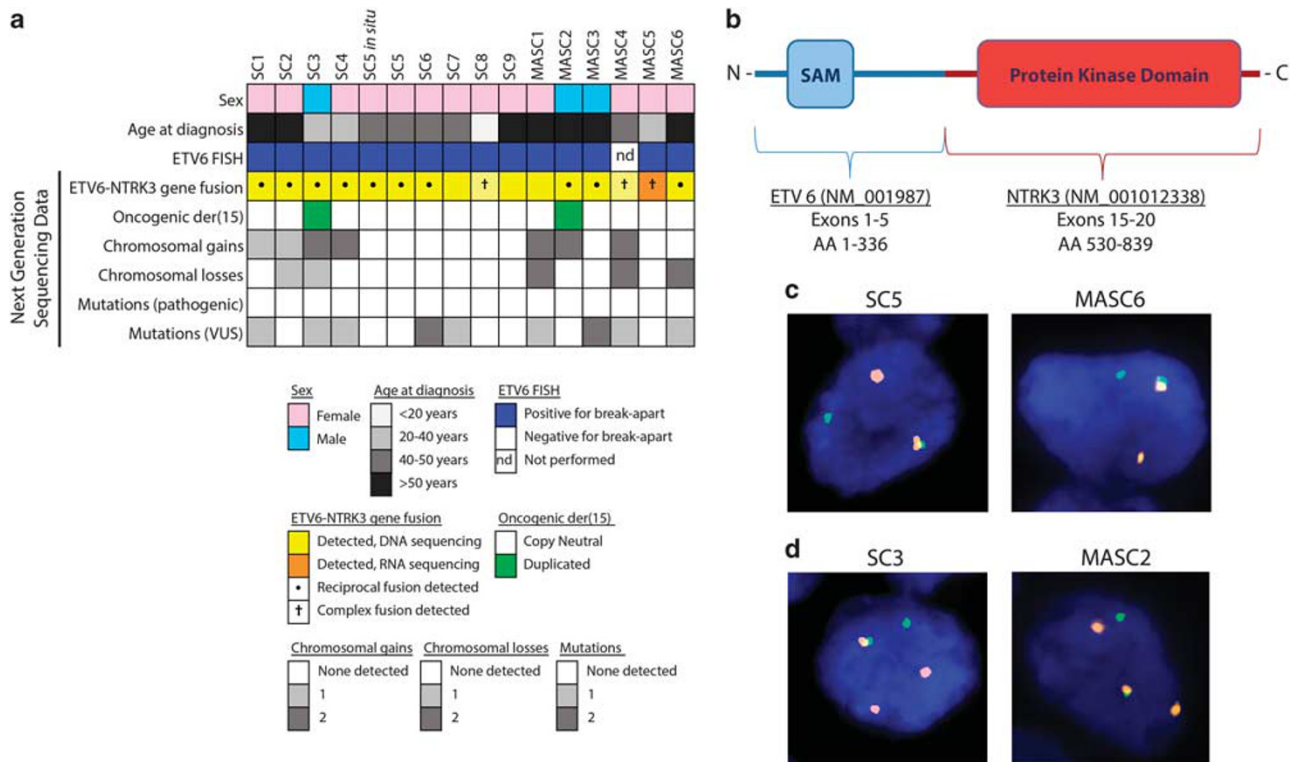 a
SC1
SC2
SC3
SC4
SC5 in situ
SC5
SC6
SC7
SC8
SC9
MASC1
MASC2
MASC3
MASC4
MASC5
MASC6
Sex
Age at diagnosis
ETV6 FISH
nd
Next Generation
Sequencing Data
ETV6-NTRK3 gene fusion
• • • • • • • † • • † † •
Oncogenic der(15)
Chromosomal gains
Chromosomal losses
Mutations (pathogenic)
Mutations (VUS)
Sex
Female
Male
Age at diagnosis
<20 years
20-40 years
40-50 years
>50 years
ETV6 FISH
Positive for break-apart
Negative for break-apart
nd Not performed
ETV6-NTRK3 gene fusion
Detected, DNA sequencing
Detected, RNA sequencing
• Reciprocal fusion detected
† Complex fusion detected
Oncogenic der(15)
Copy Neutral
Duplicated
Chromosomal gains
None detected
1
2
Chromosomal losses
None detected
1
2
Mutations
None detected
1
2
b
N -
SAM
Protein Kinase Domain
- C
ETV 6 (NM_001987)
Exons 1-5
AA 1-336
NTRK3 (NM_001012338)
Exons 15-20
AA 530-839
c
SC5
MASC6
d
SC3
MASC2